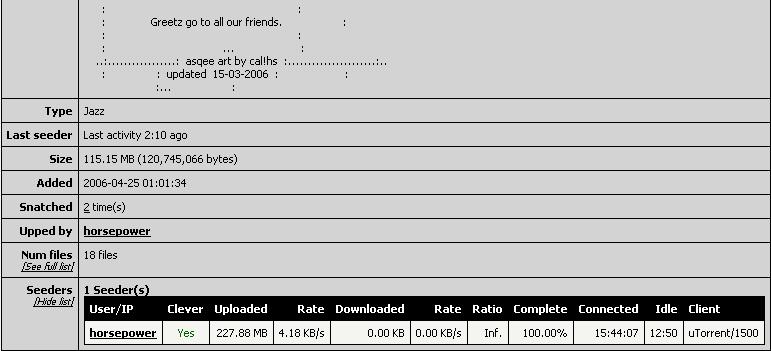 :                                                     :
:            Greetz go to all our friends.                :
:                                                     :
:                              ...                    :
..:.................: asqee art by cal!hs :......................:..
:              : updated 15-03-2006 :                  :
:...                    :
Type Jazz
Last seeder Last activity 2:10 ago
Size 115.15 MB (120,745,066 bytes)
Added 2006-04-25 01:01:34
Snatched 2 time(s)
Upped by horsepower
Num files 18 files
[See full list]
Seeders 1 Seeder(s)
[Hide list]
User/IP Clever Uploaded Rate Downloaded Rate Ratio Complete Connected Idle Client
horsepower Yes 227.88 MB 4.18 KB/s 0.00 KB 0.00 KB/s Inf. 100.00% 15:44:07 12:50 uTorrent/1500